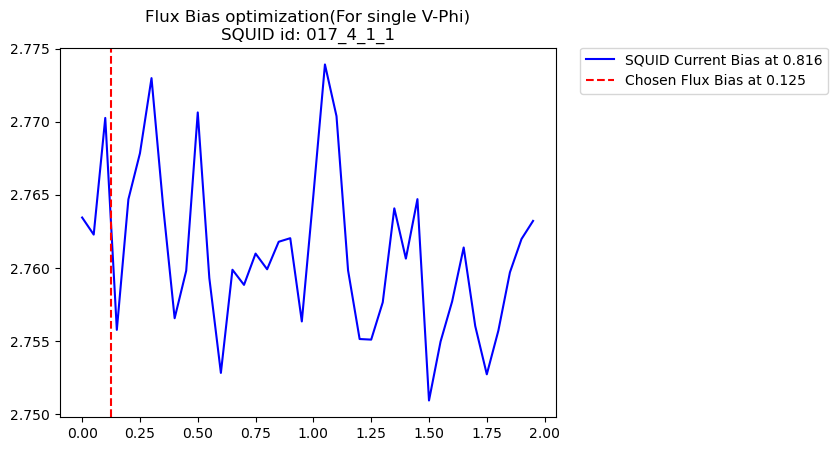 Flux Bias optimization(For single V-Phi)
SQUID id: 017_4_1_1
2.775
2.770
2.765
2.760
2.755
2.750
0.00 0.25 0.50 0.75 1.00 1.25 1.50 1.75 2.00
SQUID Current Bias at 0.816
Chosen Flux Bias at 0.125